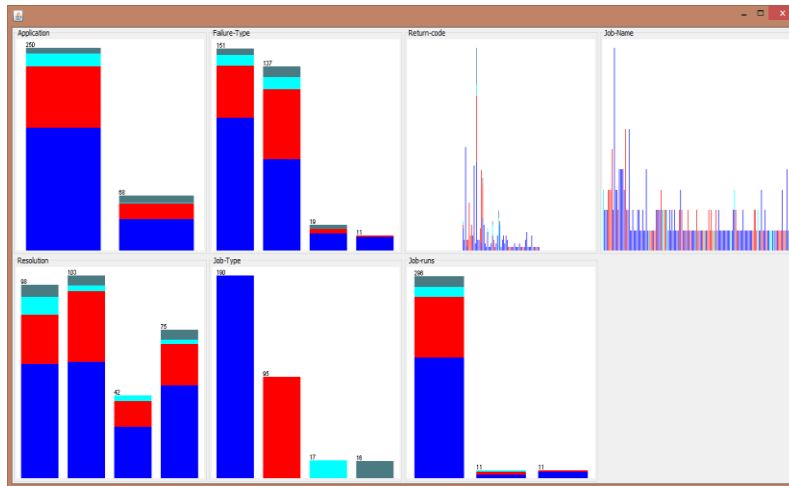 Application
250
68
Failure-Type
151
137
19
11
Return-code
Job-Name
Resolution
98
103
42
75
Job-Type
190
95
17
16
Job-runs
296
11
11